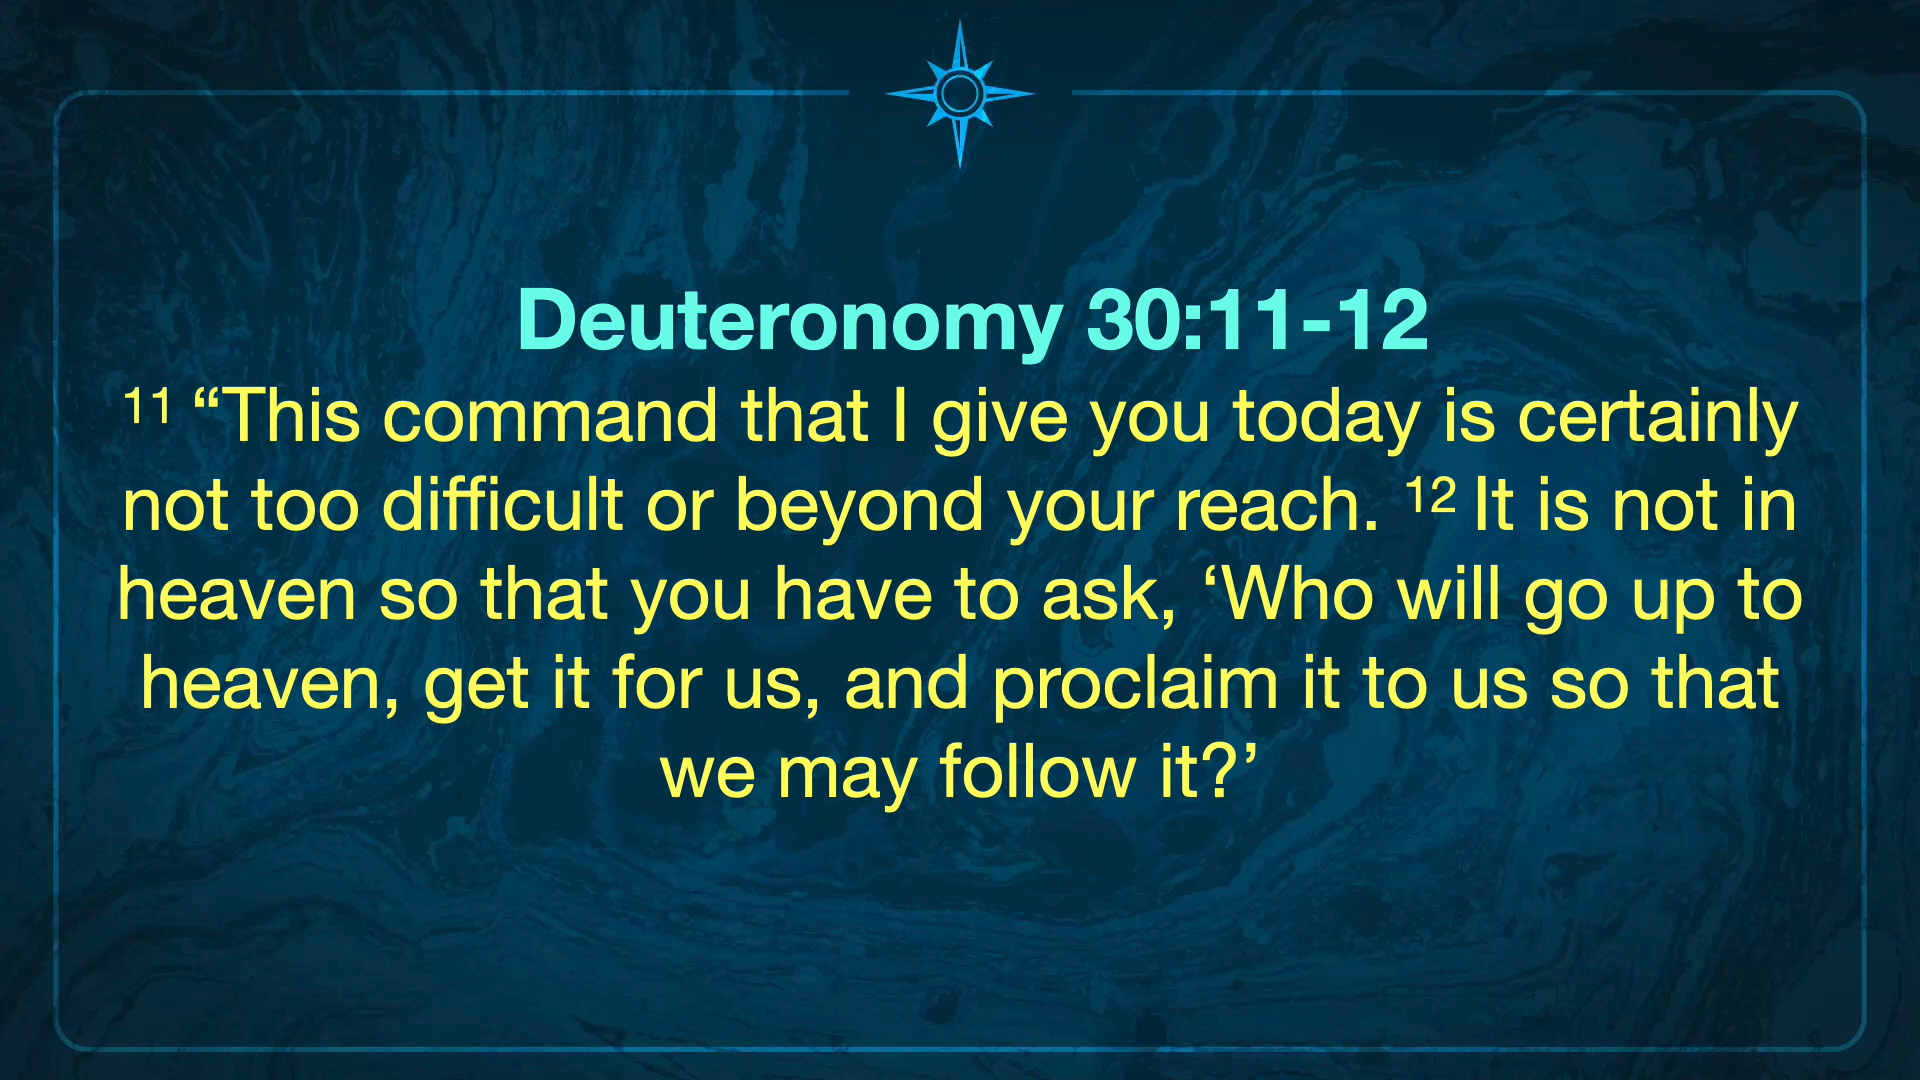 Deuteronomy 30:11-12
11 “This command that I give you today is certainly
not too difficult or beyond your reach. 12 It is not in
heaven so that you have to ask, ‘Who will go up to
heaven, get it for us, and proclaim it to us so that
we may follow it?’